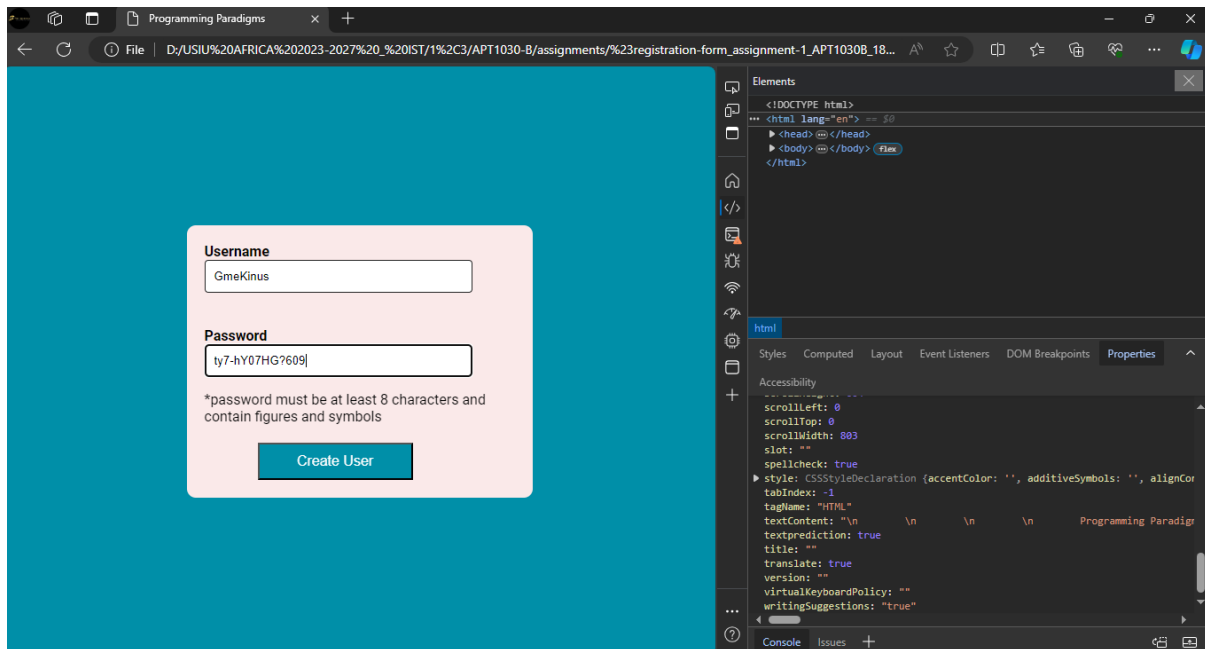 Programming Paradigms
File
D:/USIU%20AFRICA%202023-2027%20_%20IST/1%2C3/APT1030-B/assignments/%23registration-form_assignment-1_APT1030B_18...
Username
GmeKinus
Password
ty7-hY07HG?609
*password must be at least 8 characters and
contain figures and symbols
Create User
Elements
<!DOCTYPE html>
<html lang="en"> == $0
<head></head>
<body></body> flex
</html>
html
Styles Computed Layout Event Listeners DOM Breakpoints Properties
Accessibility
scrollLeft: 0
scrollTop: 0
scrollWidth: 803
slot: ""
spellcheck: true
style: CSSStyleDeclaration {accentColor: '', additiveSymbols: '', alignCor
tabIndex: -1
tagName: "HTML"
textContent: "\n \n \n \n Programming Paradigm
textprediction: true
title: ""
translate: true
version: ""
virtualKeyboardPolicy: ""
writingSuggestions: "true"
Console Issues